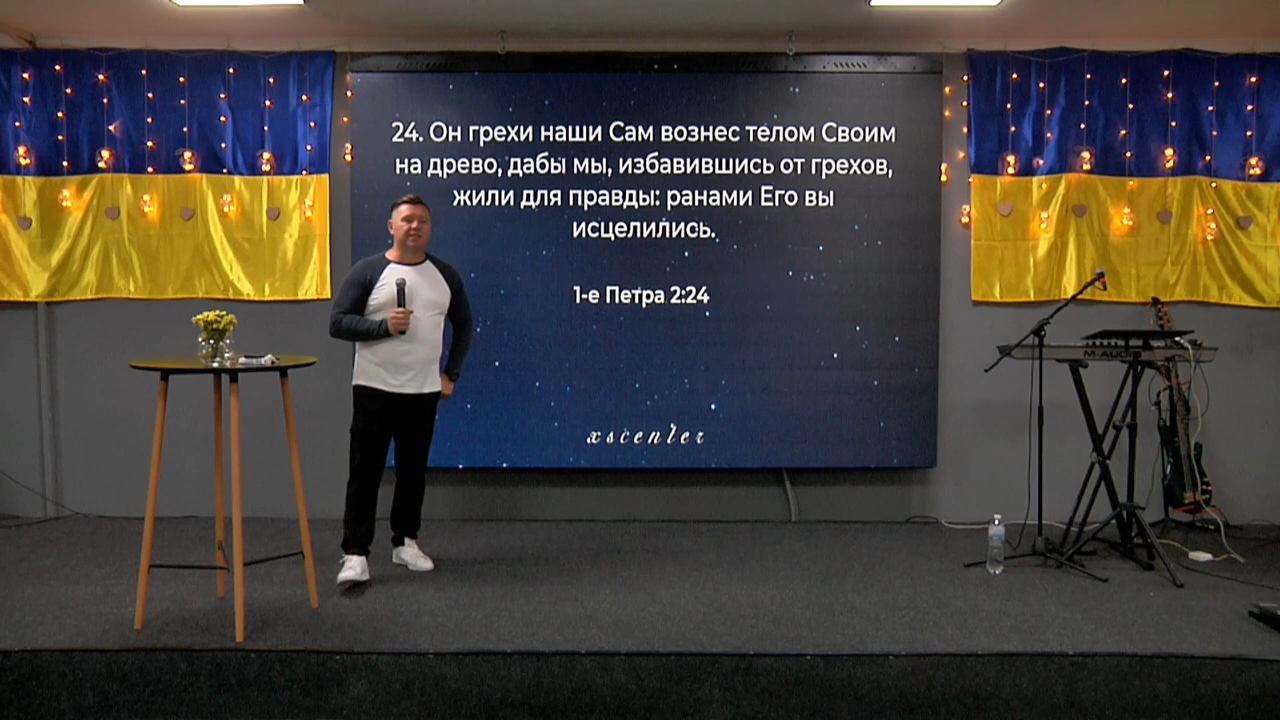 24. Он грехи наши Сам вознес телом Своим
на древо, дабы мы, избавившись от грехов,
жили для правды: ранами Его вы
исцелились.
1-е Петра 2:24
xscenter
M-AUDIO